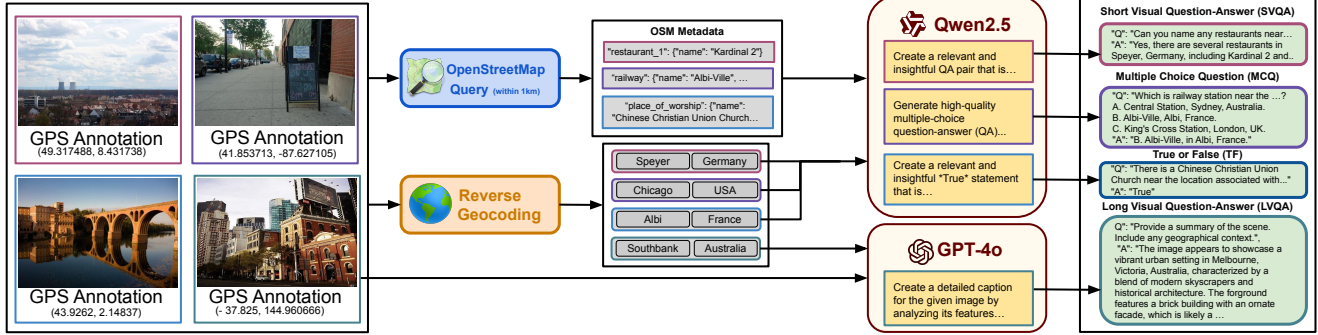 GPS Annotation
(49.317488, 8.431738)
GPS Annotation
(41.853713, -87.627105)
GPS Annotation
(43.9262, 2.14837)
GPS Annotation
(- 37.825, 144.960666)
OpenStreetMap
Query (within 1km)
Reverse
Geocoding
OSM Metadata
"restaurant_1": {"name": "Kardinal 2"}
"railway": {"name": "Albi-Ville", …
"place_of_worship": {"name":
"Chinese Christian Union Church…
Speyer
Germany
Chicago
USA
Albi
France
Southbank
Australia
Qwen2.5
Create a relevant and
insightful QA pair that is…
Generate high-quality
multiple-choice
question-answer (QA)...
Create a relevant and
insightful *True* statement
that is…
GPT-4o
Create a detailed caption
for the given image by
analyzing its features…
Short Visual Question-Answer (SVQA)
"Q": "Can you name any restaurants near…
"A": "Yes, there are several restaurants in
Speyer, Germany, including Kardinal 2 and..
Multiple Choice Question (MCQ)
"Q": "Which is railway station near the …?
A. Central Station, Sydney, Australia.
B. Albi-Ville, Albi, France.
C. King's Cross Station, London, UK.
"A": "B. Albi-Ville, in Albi, France."
True or False (TF)
"Q": "There is a Chinese Christian Union
Church near the location associated with..."
"A": "True"
Long Visual Question-Answer (LVQA)
Q": "Provide a summary of the scene.
Include any geographical context.",
"A": "The image appears to showcase a
vibrant urban setting in Melbourne,
Victoria, Australia, characterized by a
blend of modern skyscrapers and
historical architecture. The forground
features a brick building with an ornate
facade, which is likely a …